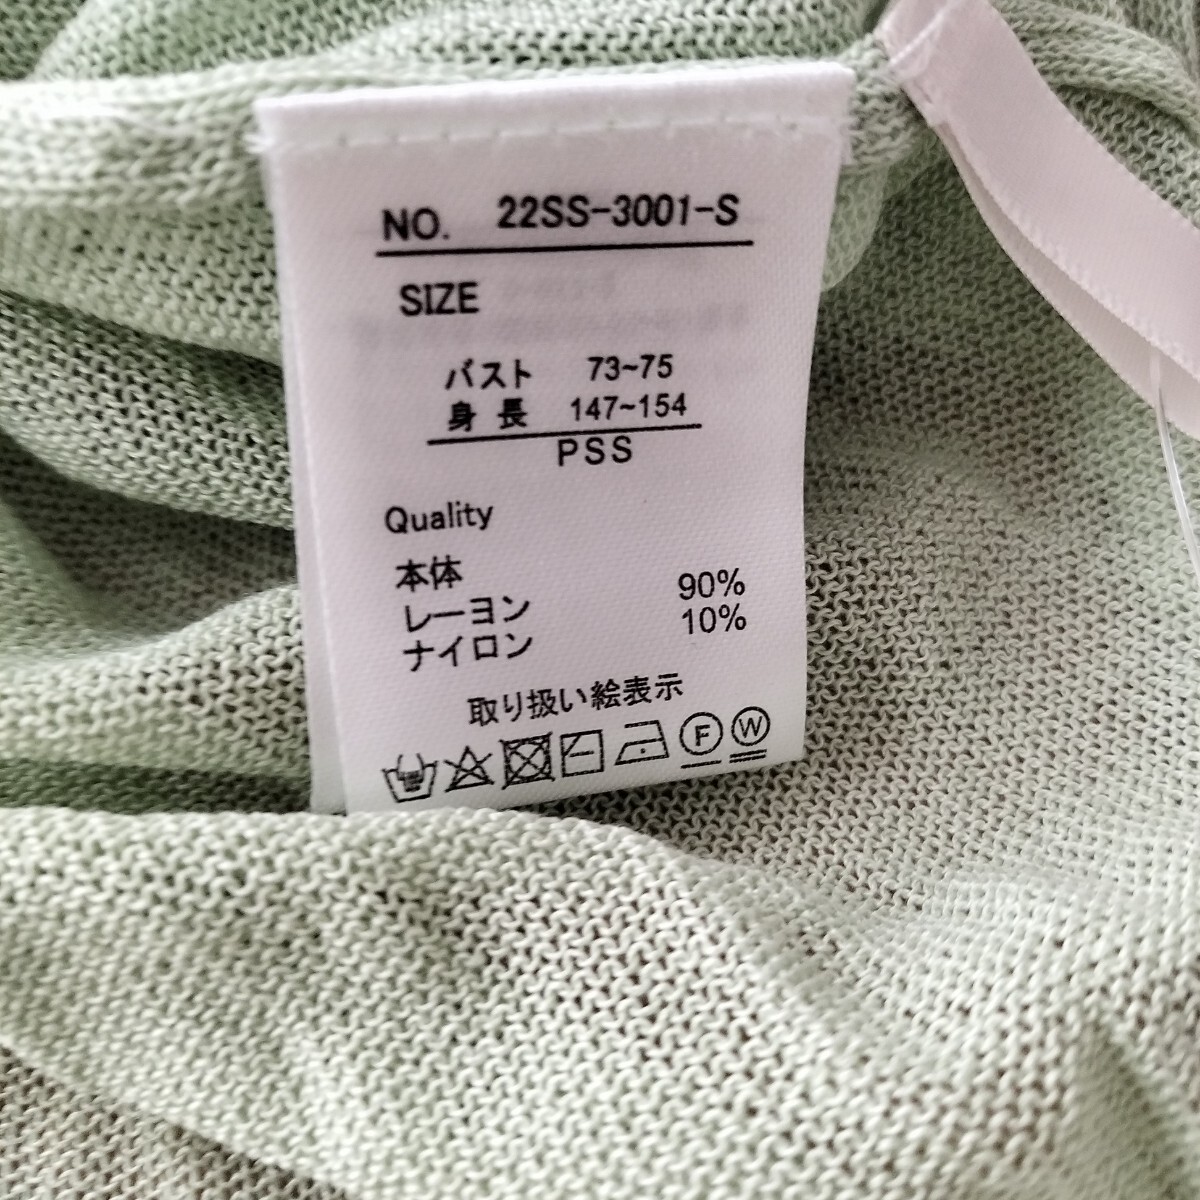 NO. 22SS-3001-S
SIZE
バスト 73~75
身長 147~154
PSS
Quality
本体
レーヨン 90%
ナイロン 10%
取り扱い絵表示
F W